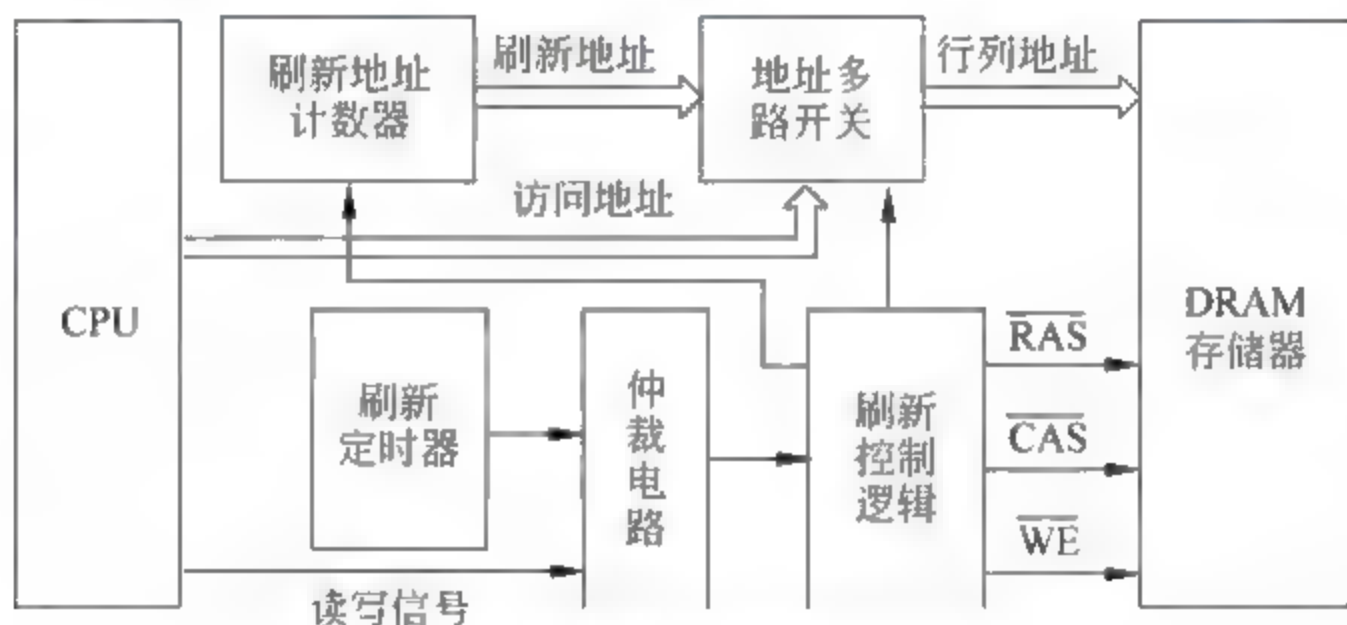 刷新地址
计数器
刷新地址
地址多
路开关
行列地址
访问地址
CPU
刷新
定时器
仲
裁
电
路
刷新
控制
逻辑
RAS
CAS
WE
DRAM
存储器
读写信号